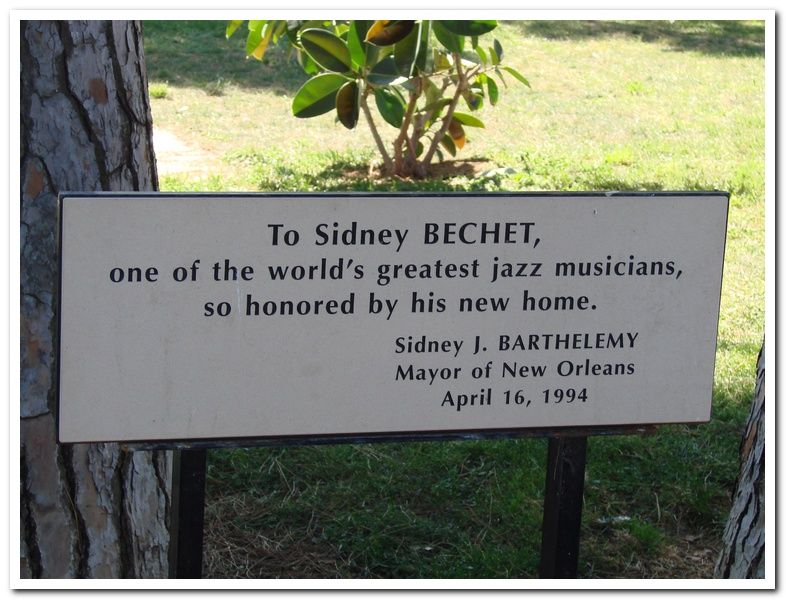 To Sidney BECHET,
one of the world's greatest jazz musicians,
so honored by his new home.
Sidney J. BARTHELEMY
Mayor of New Orleans
April 16, 1994